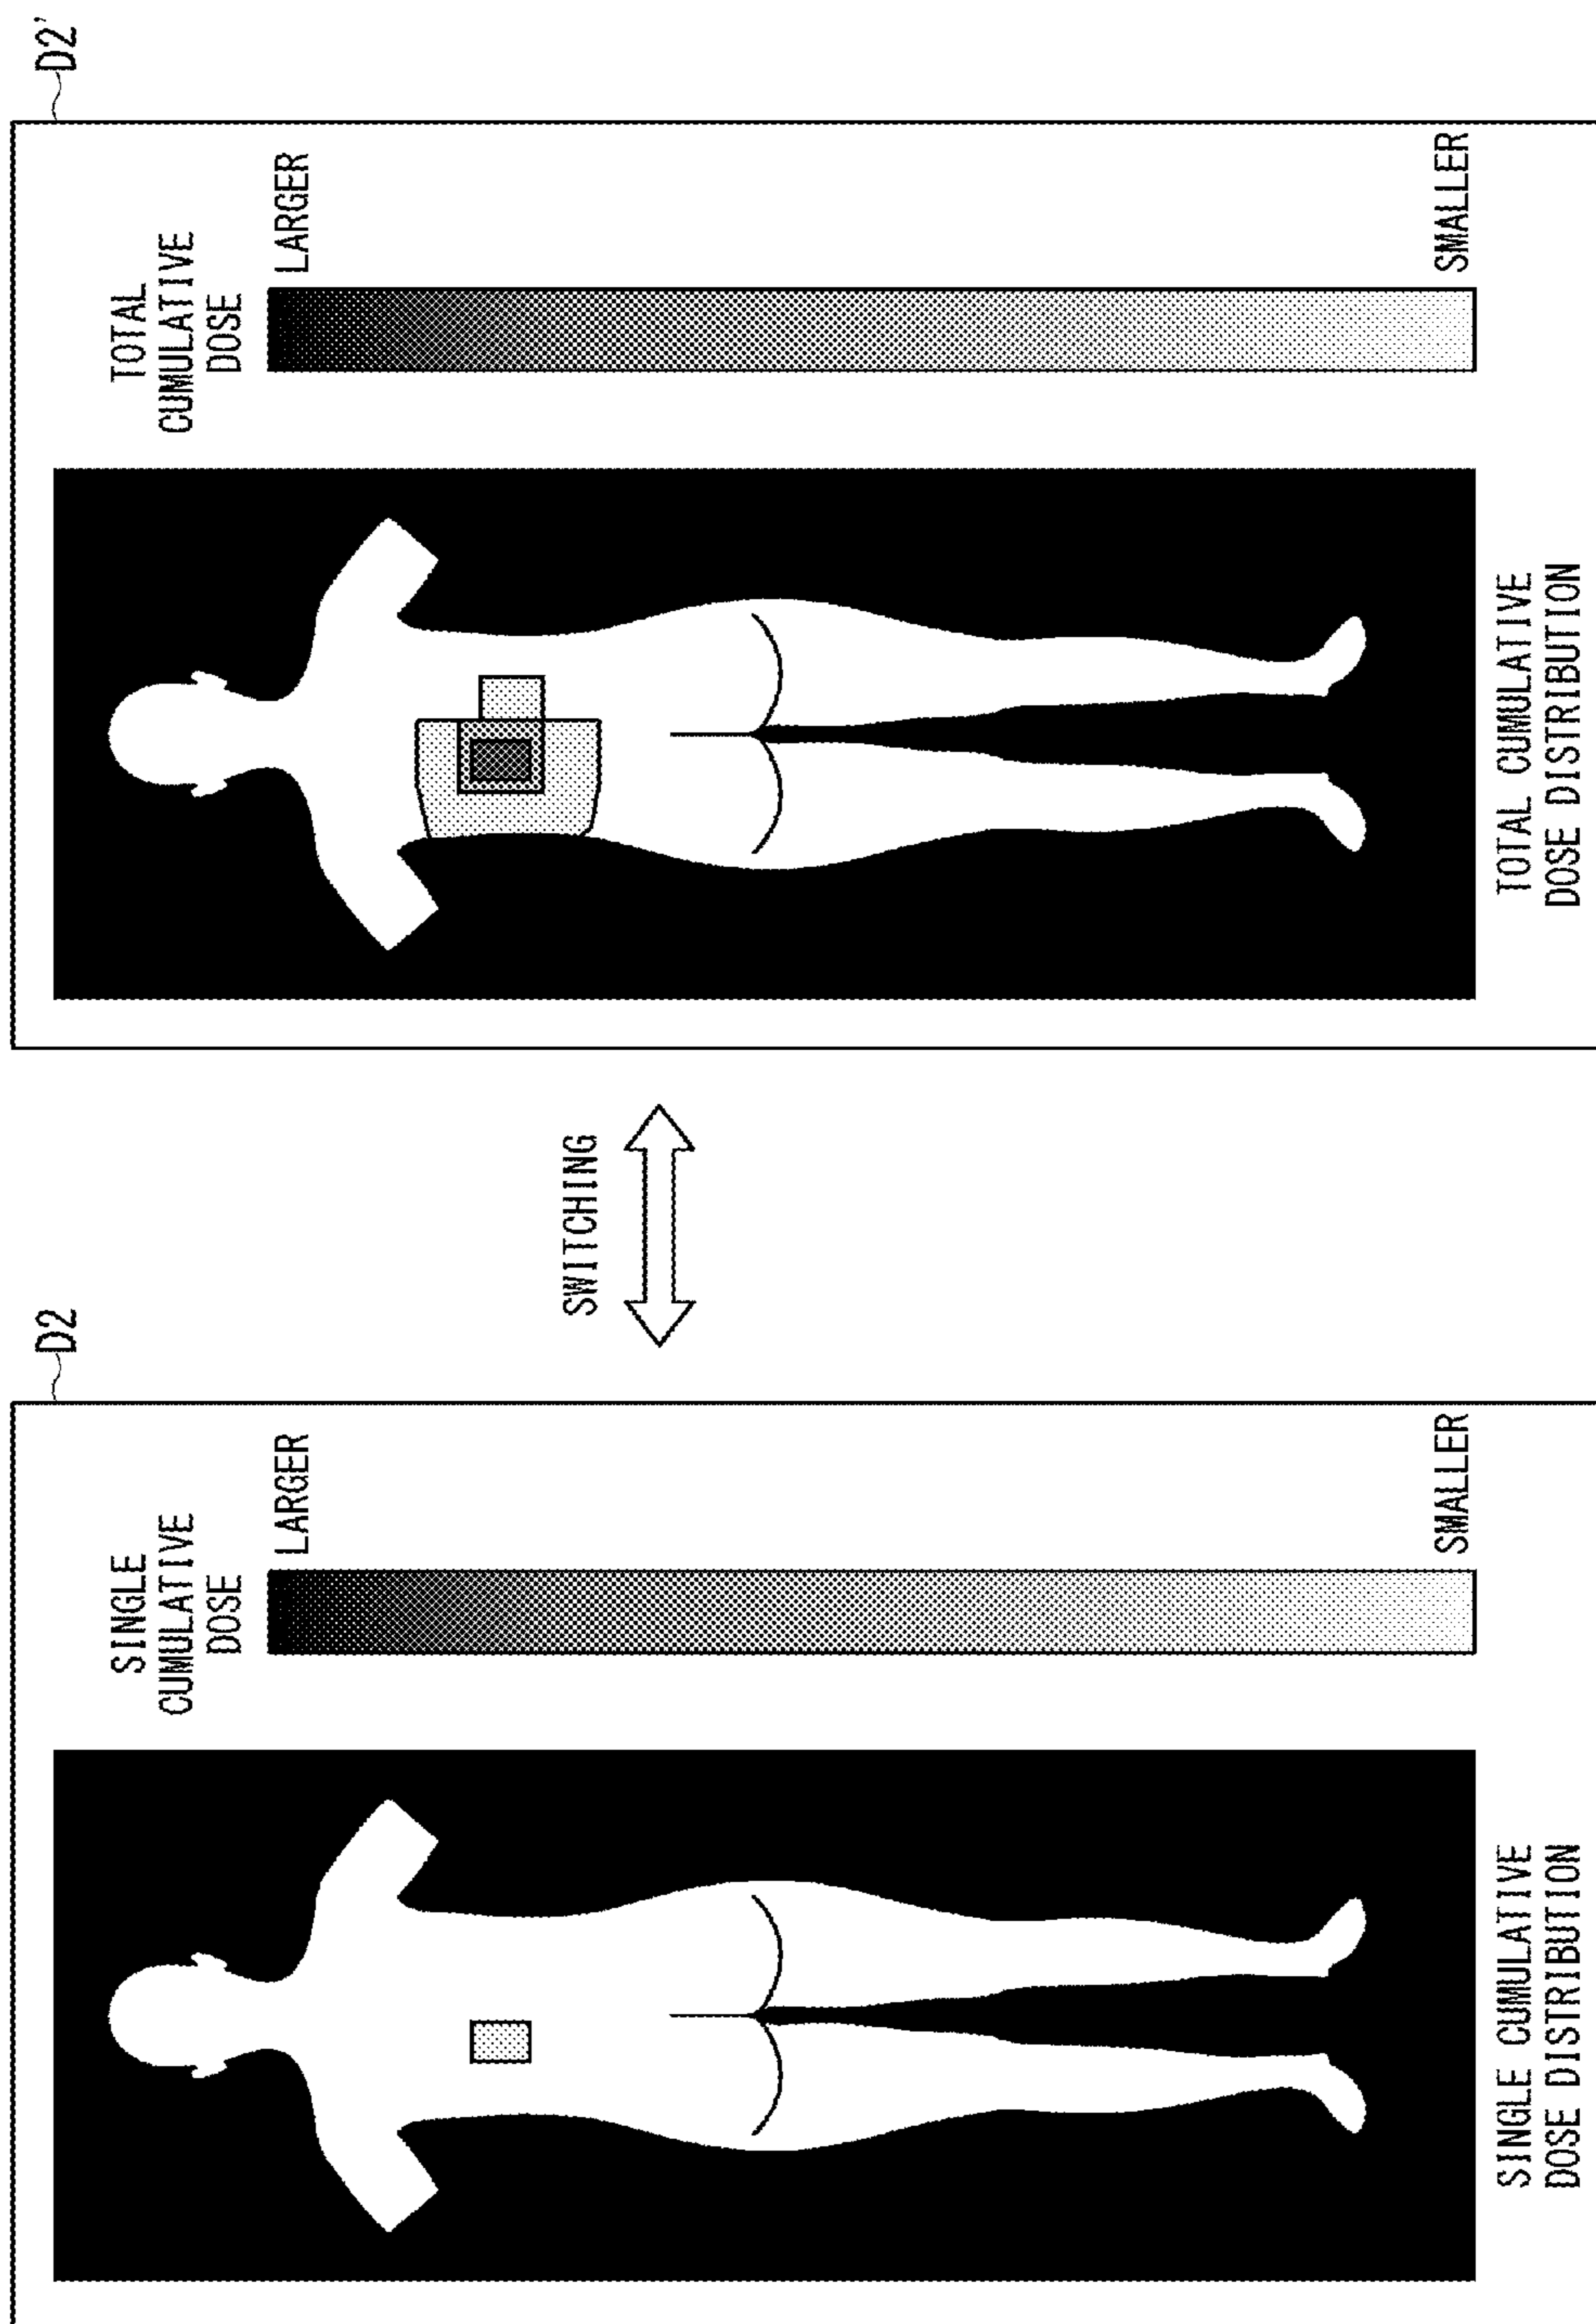 D2
SINGLE
CUMULATIVE
DOSE
LARGER
SMALLER
SINGLE CUMULATIVE
DOSE DISTRIBUTION
SWITCHING
D2'
TOTAL
CUMULATIVE
DOSE
LARGER
SMALLER
TOTAL CUMULATIVE
DOSE DISTRIBUTION